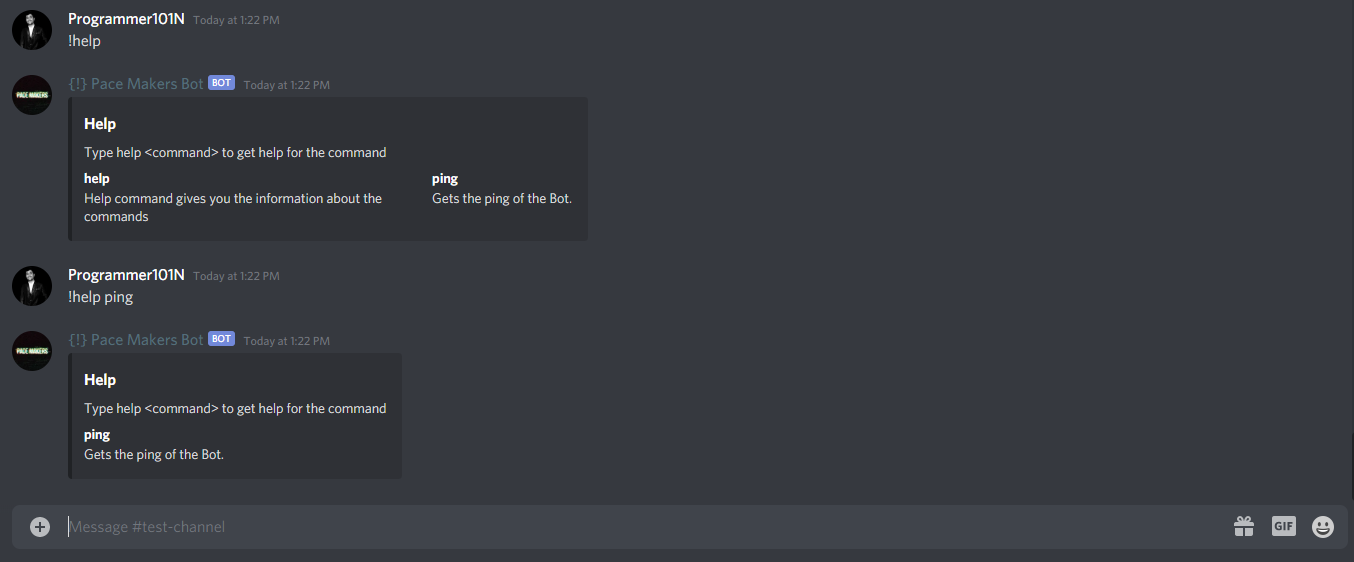 Programmer101N Today at 1:22 PM
!help
{!} Pace Makers Bot BOT Today at 1:22 PM
PACE MAKERS
Help
Type help <command> to get help for the command
help
Help command gives you the information about the
commands
ping
Gets the ping of the Bot.
Programmer101N Today at 1:22 PM
!help ping
{!} Pace Makers Bot BOT Today at 1:22 PM
PACE MAKERS
Help
Type help <command> to get help for the command
ping
Gets the ping of the Bot.
Message #test-channel
GIF